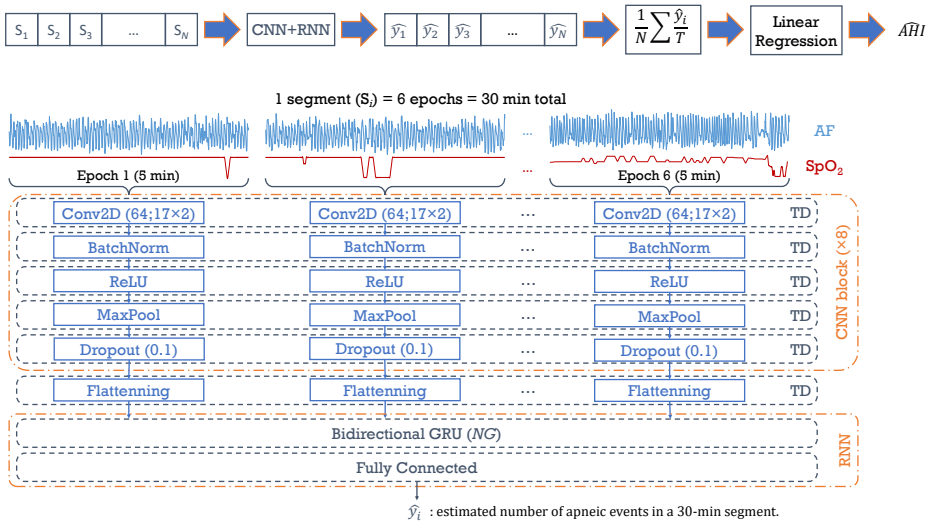 S1 S2 S3 ... SN CNN+RNN ŷ1 ŷ2 ŷ3 ... ŷN 1/N ∑ ŷi/T Linear Regression A͡HI
1 segment (Si) = 6 epochs = 30 min total
... AF
... SpO2
Epoch 1 (5 min) Epoch 6 (5 min)
Conv2D (64;17×2) Conv2D (64;17×2) ... Conv2D (64;17×2) TD
BatchNorm BatchNorm ... BatchNorm TD
ReLU ReLU ... ReLU TD
MaxPool MaxPool ... MaxPool TD
Dropout (0.1) Dropout (0.1) ... Dropout (0.1) TD
CNN block (×8)
Flattenning Flattenning ... Flattenning TD
Bidirectional GRU (NG)
Fully Connected
RNN
ŷi : estimated number of apneic events in a 30-min segment.